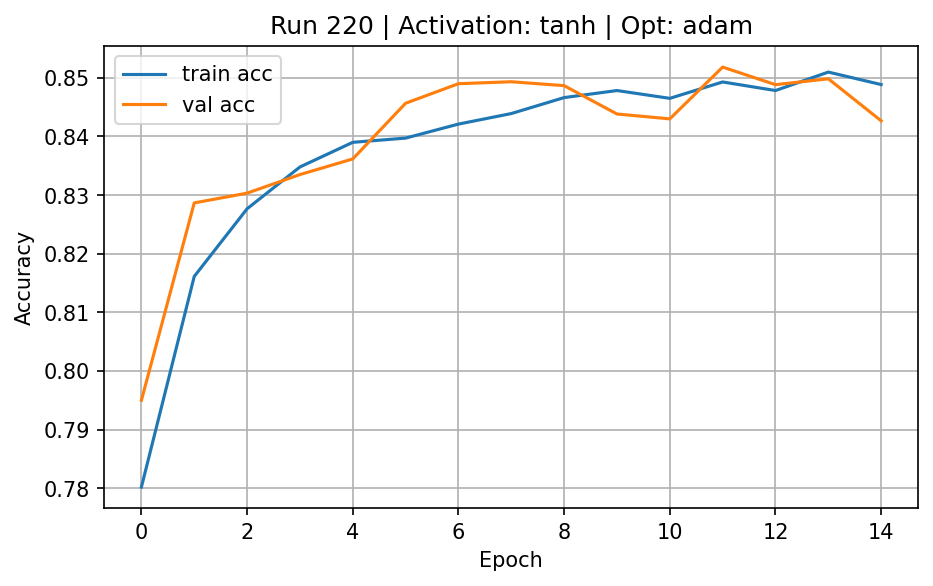 Run 220 | Activation: tanh | Opt: adam
train acc
val acc
Accuracy
0.85
0.84
0.83
0.82
0.81
0.80
0.79
0.78
0 2 4 6 8 10 12 14
Epoch